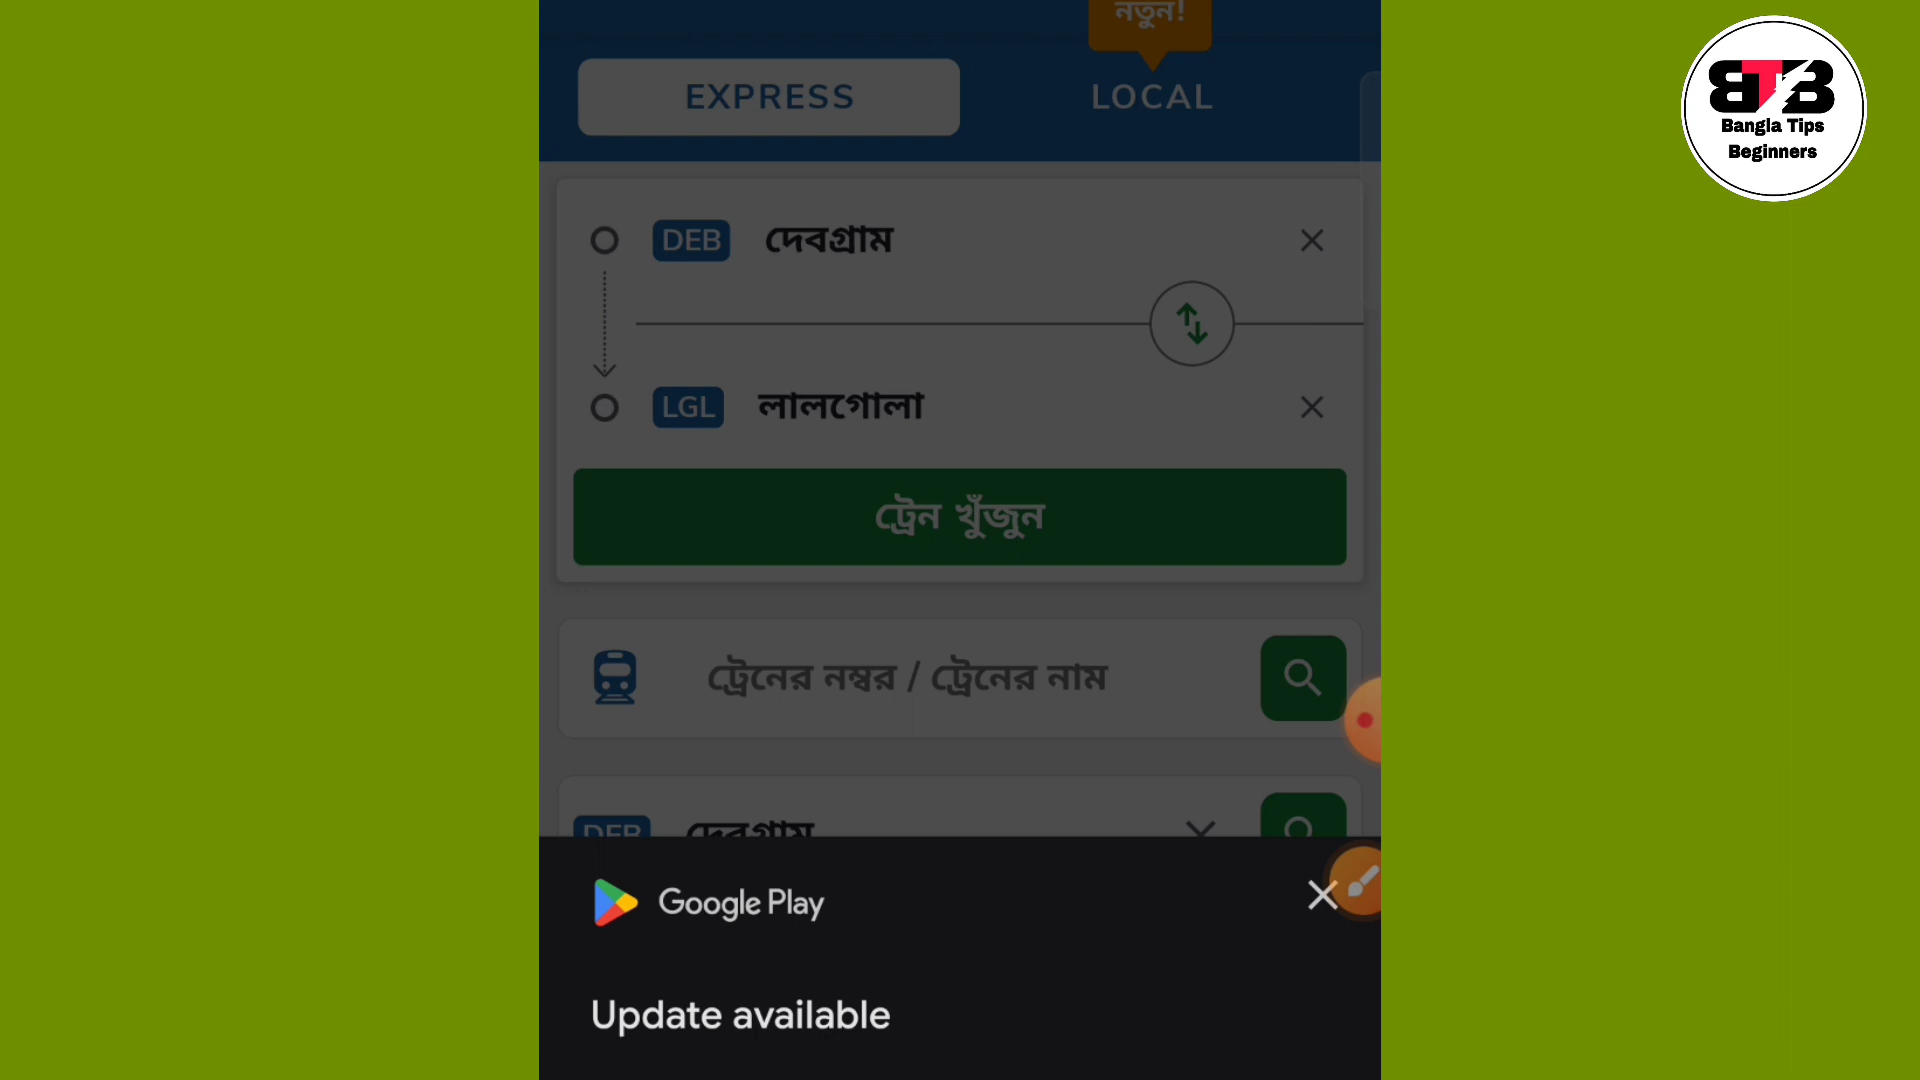 নতুন!
EXPRESS
LOCAL
DEB দেবগ্রাম
LGL লালগোলা
ট্রেন খুঁজুন
ট্রেনের নম্বর / ট্রেনের নাম
DEB দেবগ্রাম
Google Play
Update available
BTB
Bangla Tips
Beginners